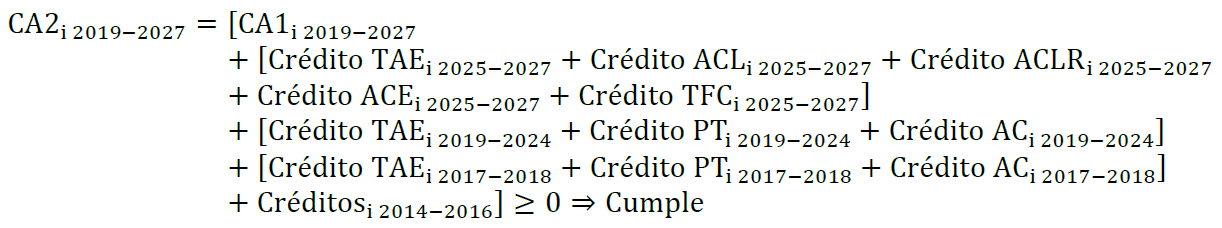 CA2i 2019−2027 = [CA1i 2019−2027
+ [Crédito TAEi 2025−2027 + Crédito ACLi 2025−2027 + Crédito ACLRi 2025−2027
+ Crédito ACEi 2025−2027 + Crédito TFCi 2025−2027]
+ [Crédito TAEi 2019−2024 + Crédito PTi 2019−2024 + Crédito ACi 2019−2024]
+ [Crédito TAEi 2017−2018 + Crédito PTi 2017−2018 + Crédito ACi 2017−2018]
+ Créditosi 2014−2016] ≥ 0 ⇒ Cumple